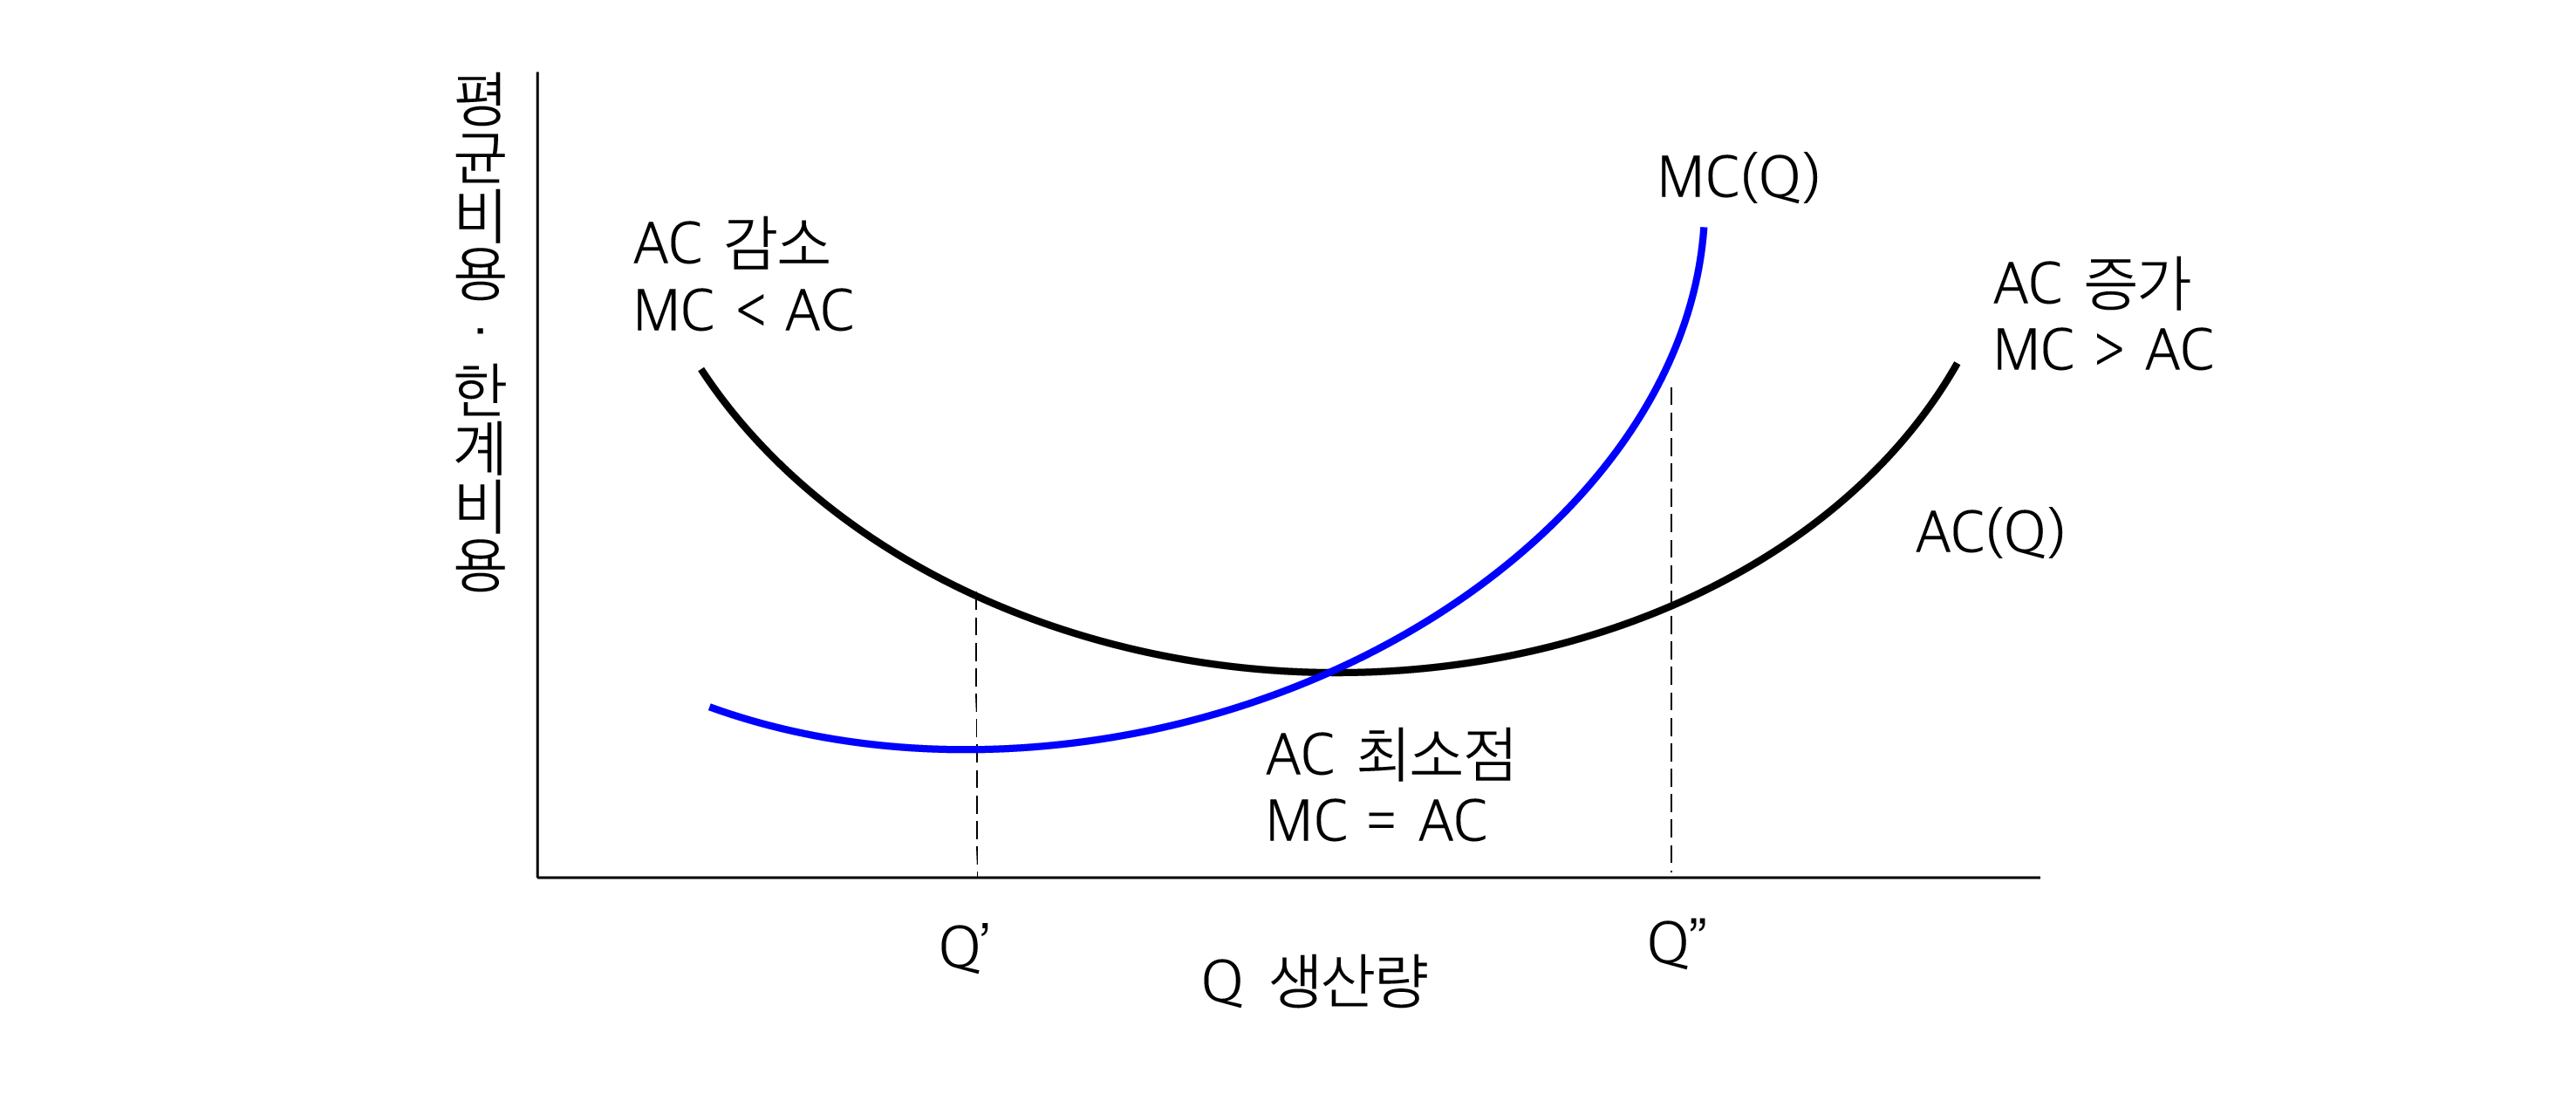 평균비용 · 한계비용
MC(Q)
AC 감소
MC < AC
AC 증가
MC > AC
AC(Q)
AC 최소점
MC = AC
Q’
Q”
Q 생산량